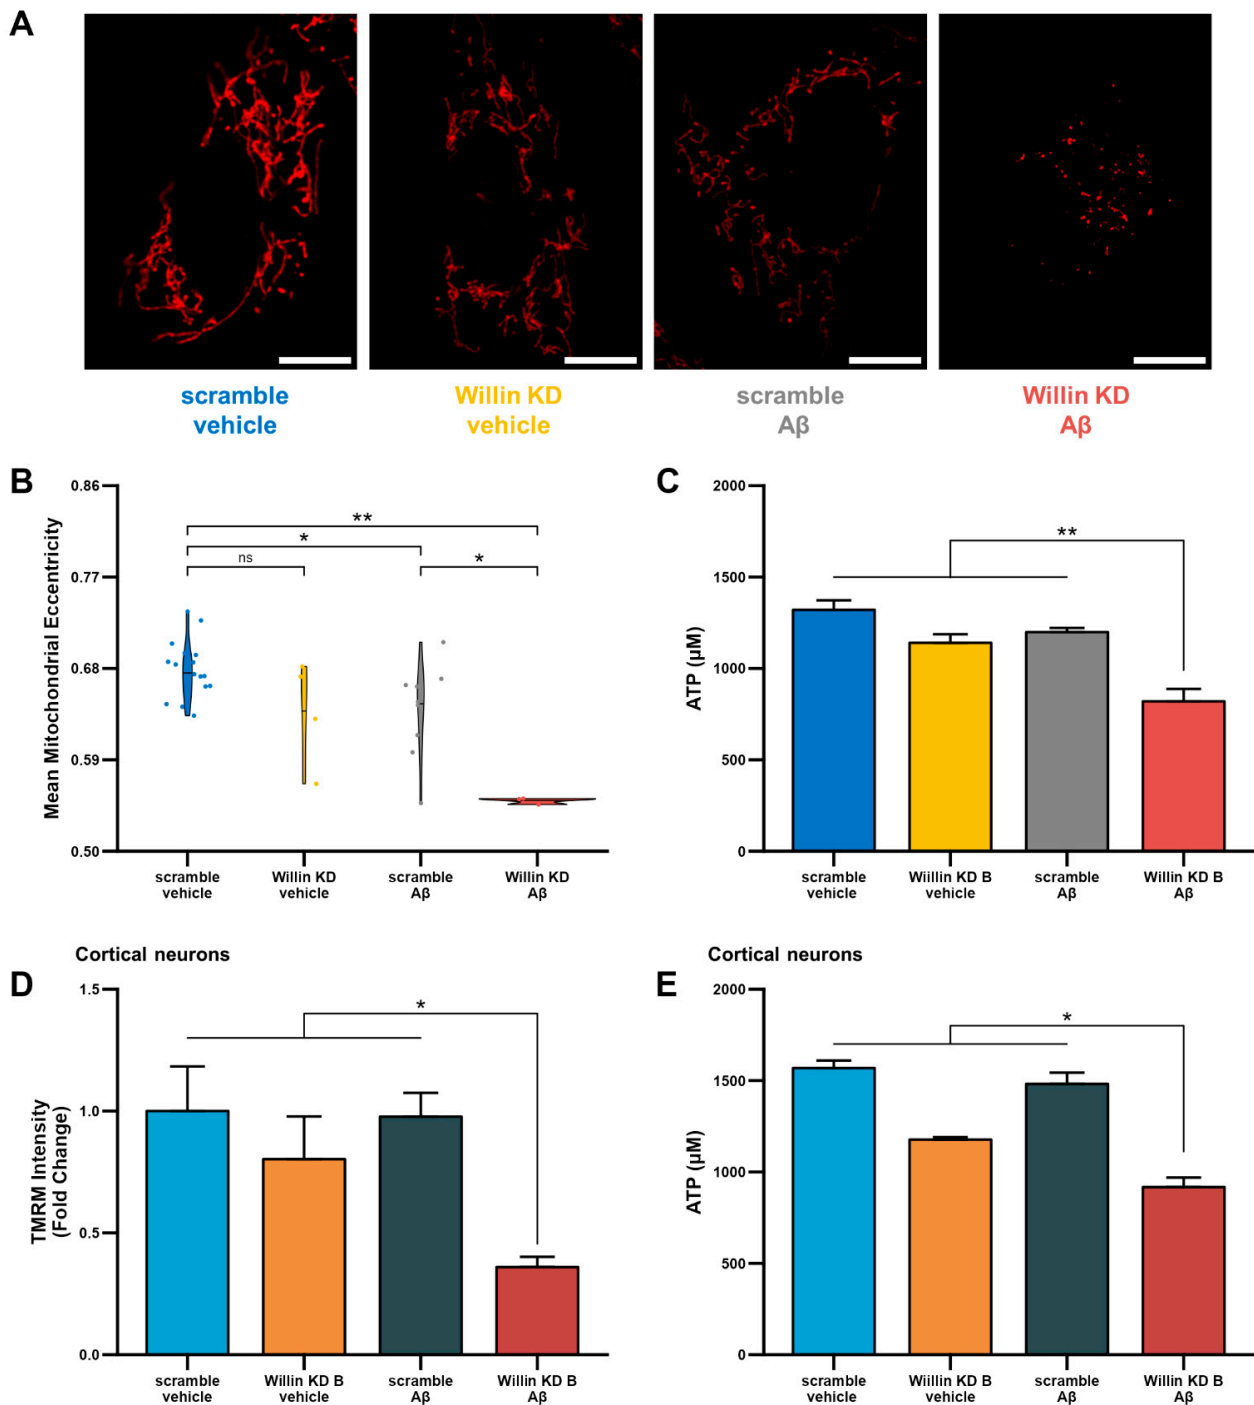 A
scramble
vehicle
Willin KD
vehicle
scramble
Aβ
Willin KD
Aβ
B
Mean Mitochondrial Eccentricity
0.86
0.77
0.68
0.59
0.50
**
*
ns
*
scramble
vehicle
Willin KD
vehicle
scramble
Aβ
Willin KD
Aβ
C
ATP (μM)
2000
1500
1000
500
0
**
scramble
vehicle
Willin KD B
vehicle
scramble
Aβ
Willin KD B
Aβ
Cortical neurons
D
TMRM Intensity
(Fold Change)
1.5
1.0
0.5
0.0
*
scramble
vehicle
Willin KD B
vehicle
scramble
Aβ
Willin KD B
Aβ
Cortical neurons
E
ATP (μM)
2000
1500
1000
500
0
*
scramble
vehicle
Willin KD B
vehicle
scramble
Aβ
Willin KD B
Aβ